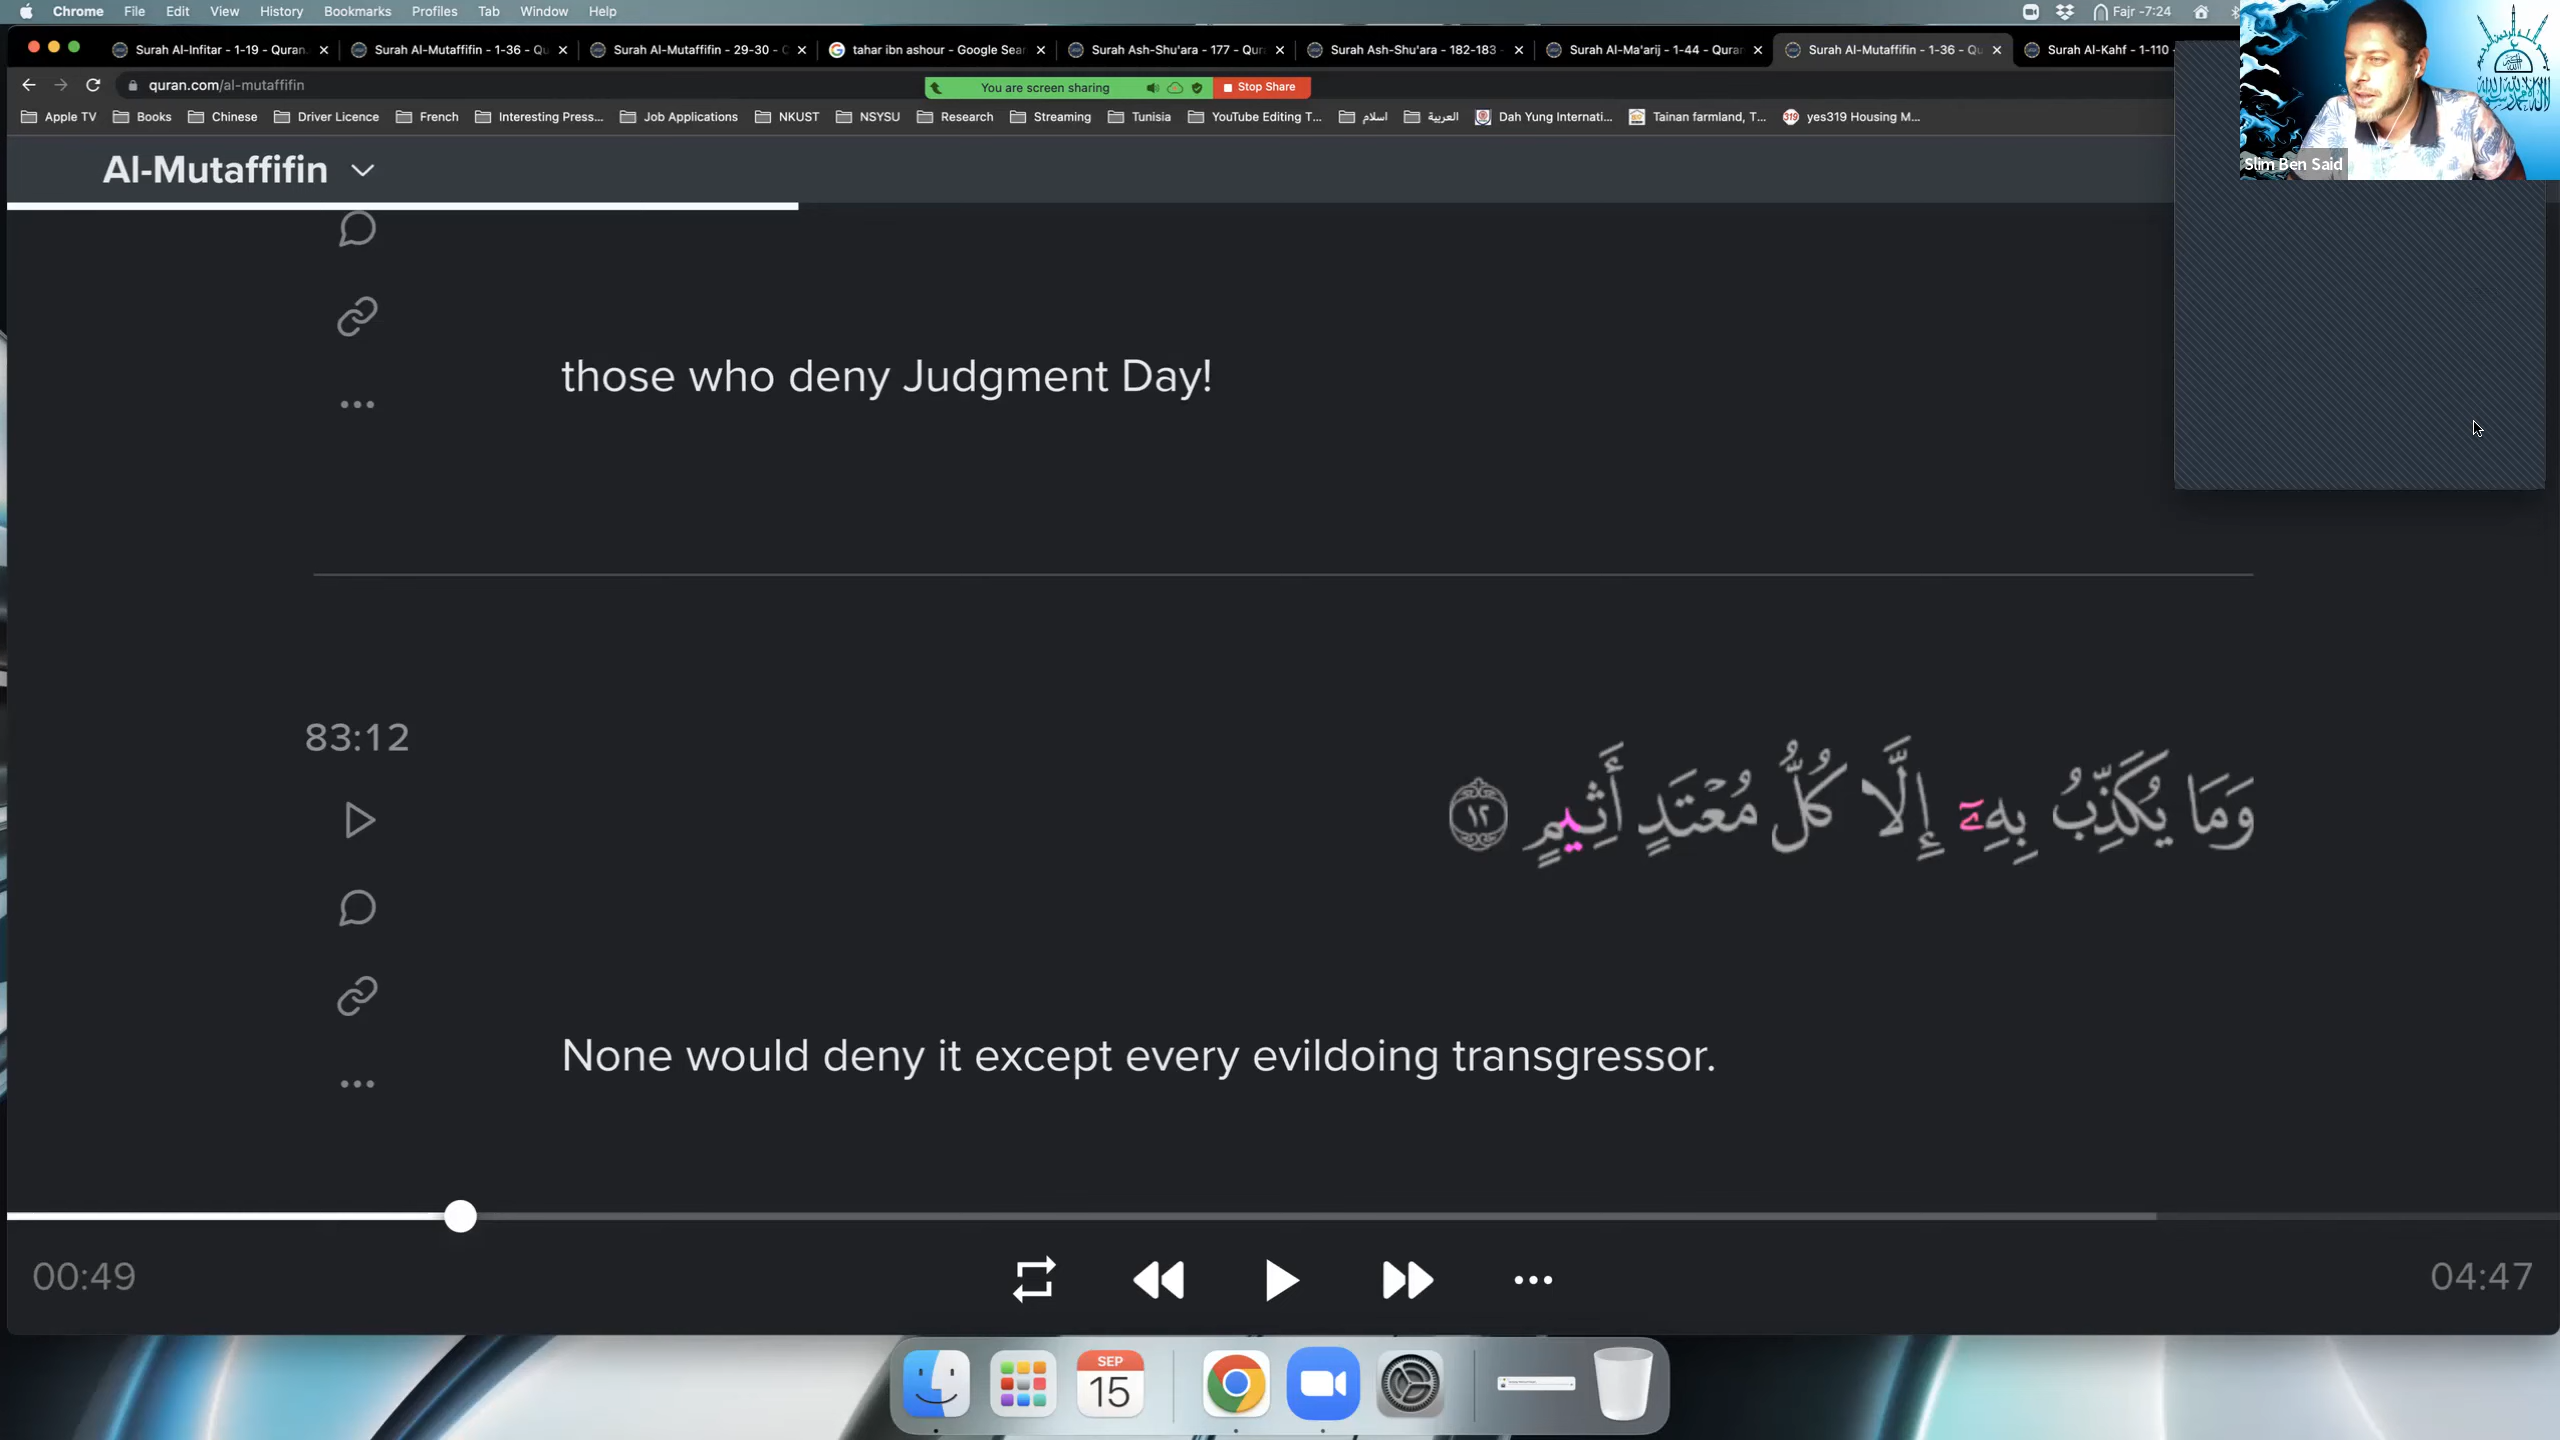 Chrome File Edit View History Bookmarks Profiles Tab Window Help
Fajr -7:24
Surah Al-Infitar - 1-19 - Quran.
Surah Al-Mutaffifin - 1-36 - Qu
Surah Al-Mutaffifin - 29-30 -
tahar ibn ashour - Google Sear
Surah Ash-Shu'ara - 177 - Qur
Surah Ash-Shu'ara - 182-183 -
Surah Al-Ma'arij - 1-44 - Quran
Surah Al-Mutaffifin - 1-36 - Qu
Surah Al-Kahf - 1-110 -
quran.com/al-mutaffifin
You are screen sharing
Stop Share
Apple TV Books Chinese Driver Licence French Interesting Press... Job Applications NKUST NSYSU Research Streaming Tunisia YouTube Editing T... اسلام العربية Dah Yung Internati... Tainan farmland, T... yes319 Housing M...
Slim Ben Said
Al-Mutaffifin
those who deny Judgment Day!
83:12
وَمَا يُكَذِّبُ بِهِۦٓ إِلَّا كُلُّ مُعۡتَدٍ أَثِيمٍ ١٢
None would deny it except every evildoing transgressor.
00:49
04:47
SEP
15